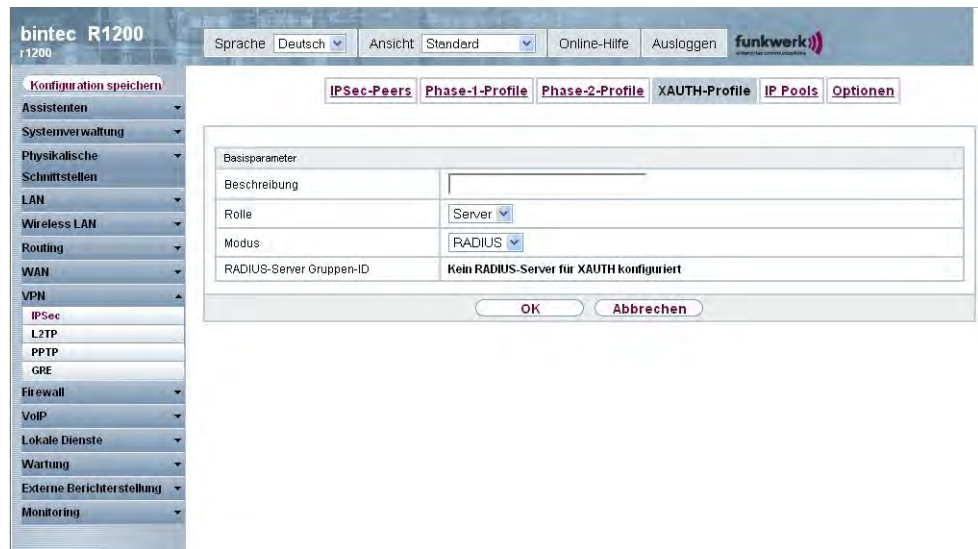 bintec R1200
r1200
Sprache Deutsch Ansicht Standard Online-Hilfe Ausloggen funkwerk
Konfiguration speichern
Assistenten
Systemverwaltung
Physikalische
Schnittstellen
LAN
Wireless LAN
Routing
WAN
VPN
IPSec
L2TP
PPTP
GRE
Firewall
VoIP
Lokale Dienste
Wartung
Externe Berichterstellung
Monitoring
IPSec-Peers Phase-1-Profile Phase-2-Profile XAUTH-Profile IP Pools Optionen
Basisparameter
Beschreibung
Rolle Server
Modus RADIUS
RADIUS-Server Gruppen-ID Kein RADIUS-Server für XAUTH konfiguriert
OK Abbrechen